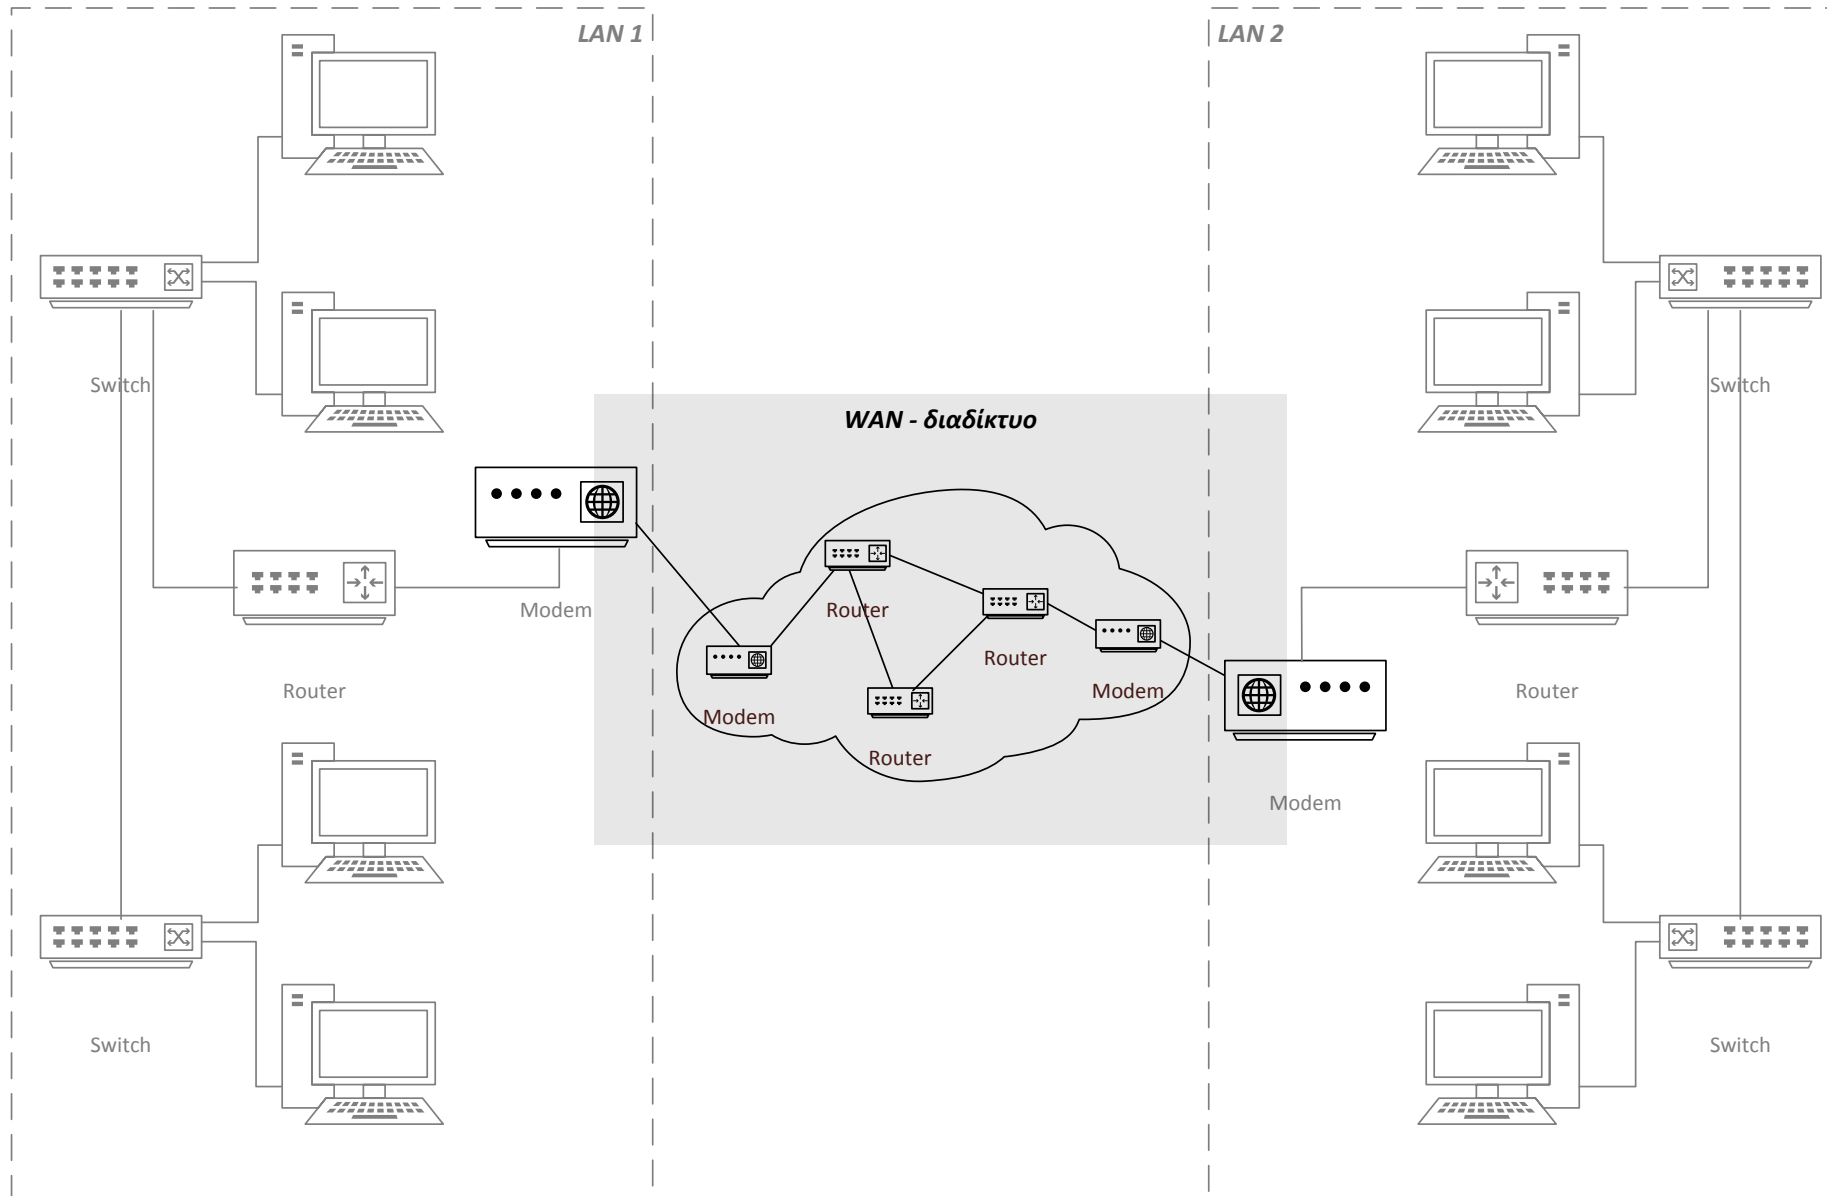 LAN 1
LAN 2
Switch
Switch
WAN - διαδίκτυο
Modem
Router
Router
Router
Modem
Router
Router
Modem
Modem
Router
Switch
Switch